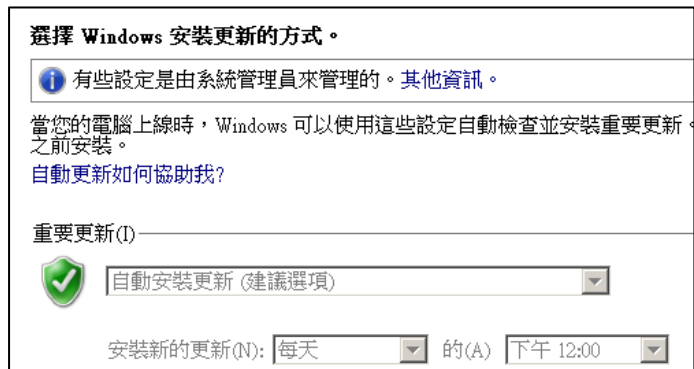 選擇 Windows 安裝更新的方式。
有些設定是由系統管理員來管理的。其他資訊。
當您的電腦上線時，Windows 可以使用這些設定自動檢查並安裝重要更新。
之前安裝。
自動更新如何協助我?
重要更新(I)
自動安裝更新 (建議選項)
安裝新的更新(N): 每天 的(A) 下午 12:00